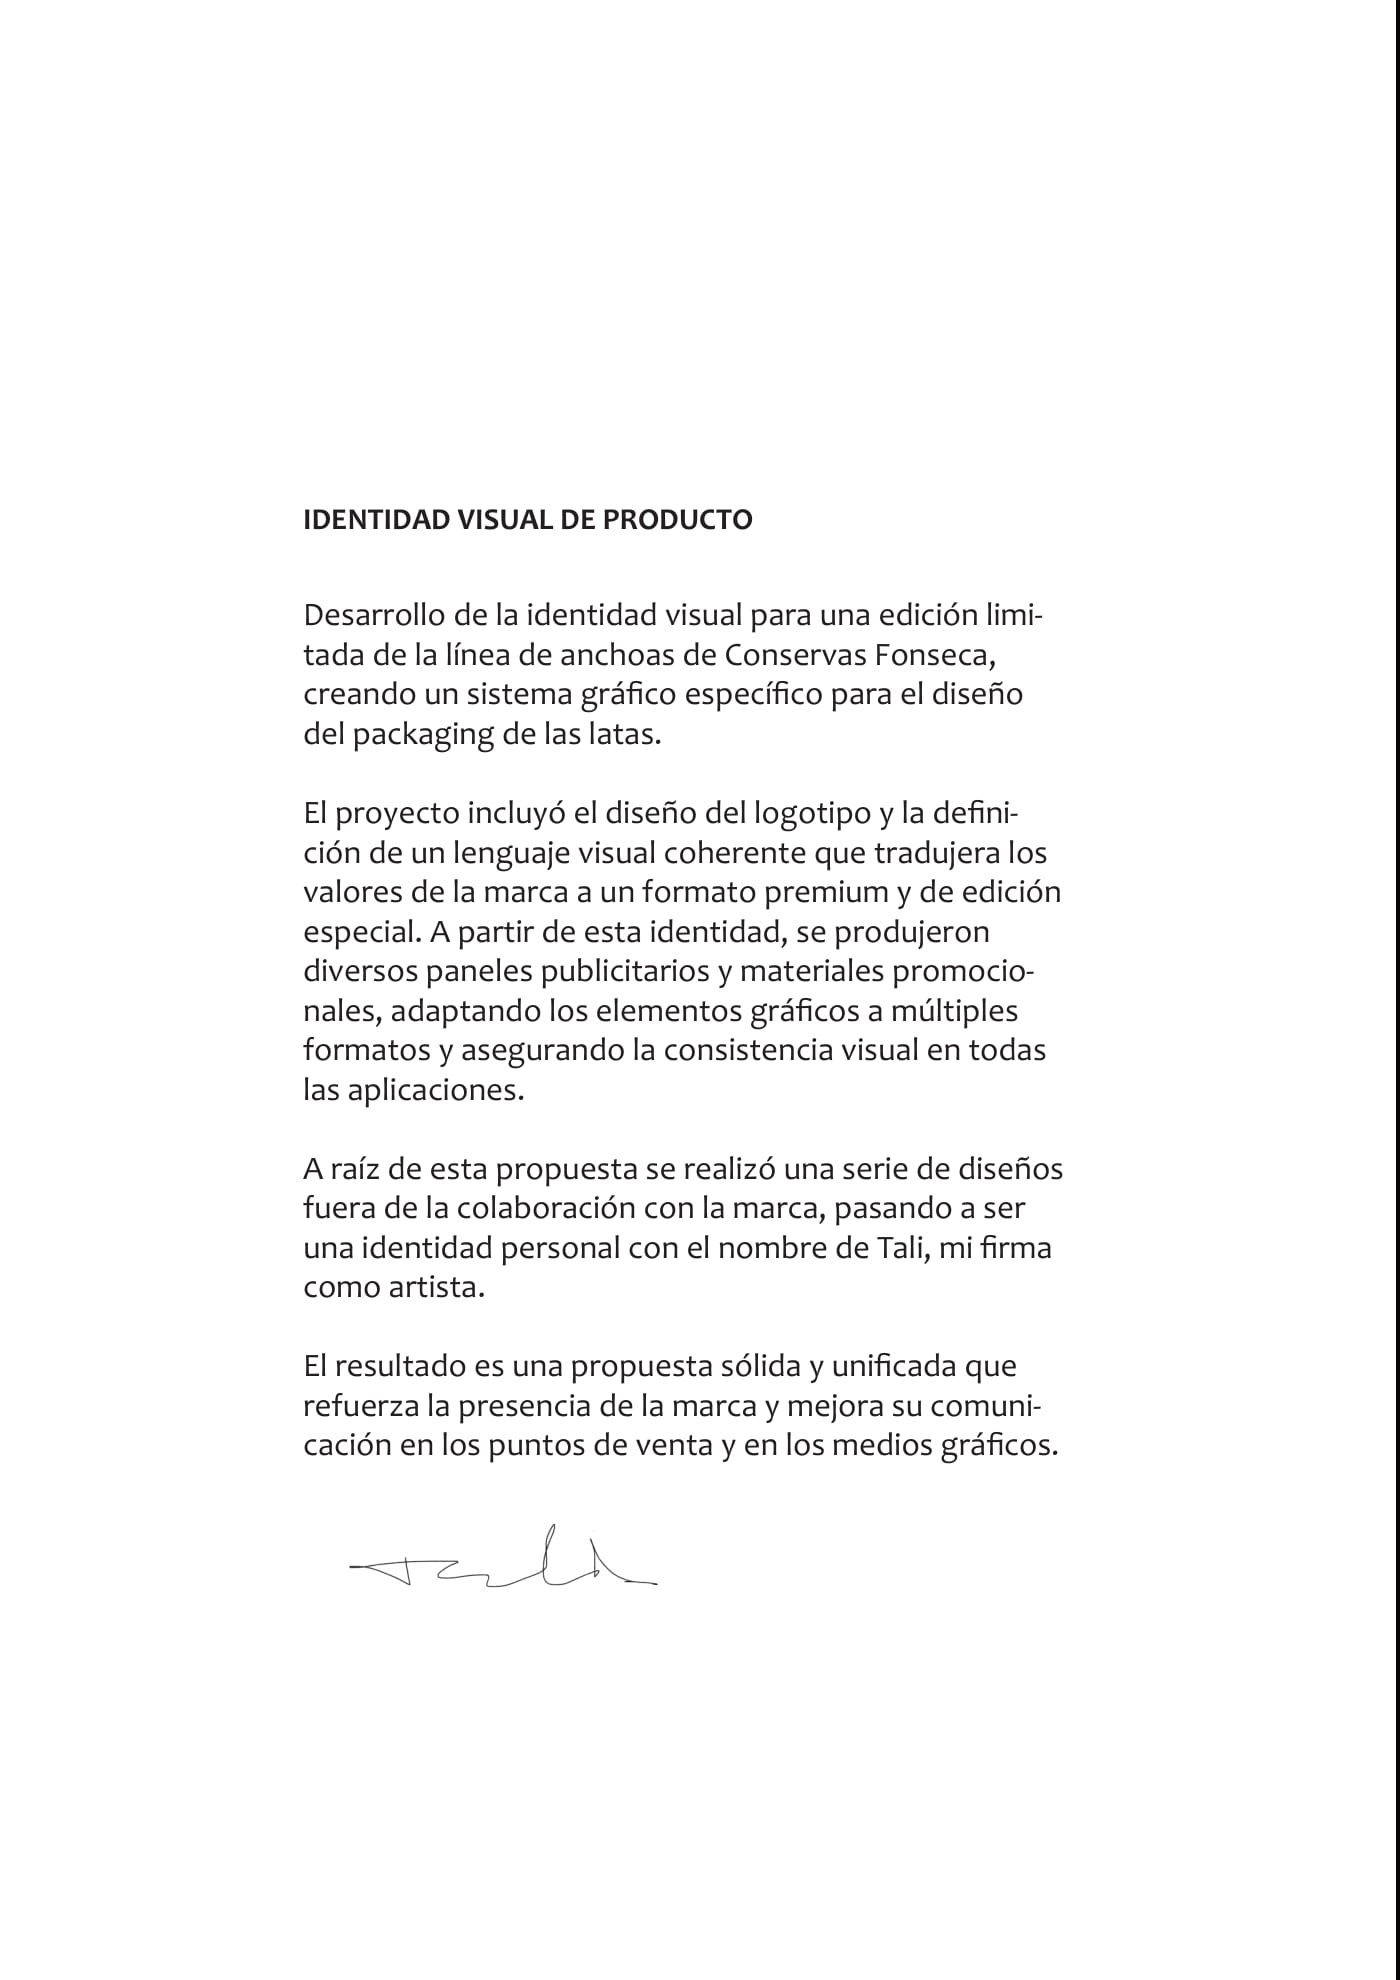 IDENTIDAD VISUAL DE PRODUCTO
Desarrollo de la identidad visual para una edición limi-
tada de la línea de anchoas de Conservas Fonseca,
creando un sistema gráfico específico para el diseño
del packaging de las latas.
El proyecto incluyó el diseño del logotipo y la defini-
ción de un lenguaje visual coherente que tradujera los
valores de la marca a un formato premium y de edición
especial. A partir de esta identidad, se produjeron
diversos paneles publicitarios y materiales promocio-
nales, adaptando los elementos gráficos a múltiples
formatos y asegurando la consistencia visual en todas
las aplicaciones.
A raíz de esta propuesta se realizó una serie de diseños
fuera de la colaboración con la marca, pasando a ser
una identidad personal con el nombre de Tali, mi firma
como artista.
El resultado es una propuesta sólida y unificada que
refuerza la presencia de la marca y mejora su comuni-
cación en los puntos de venta y en los medios gráficos.